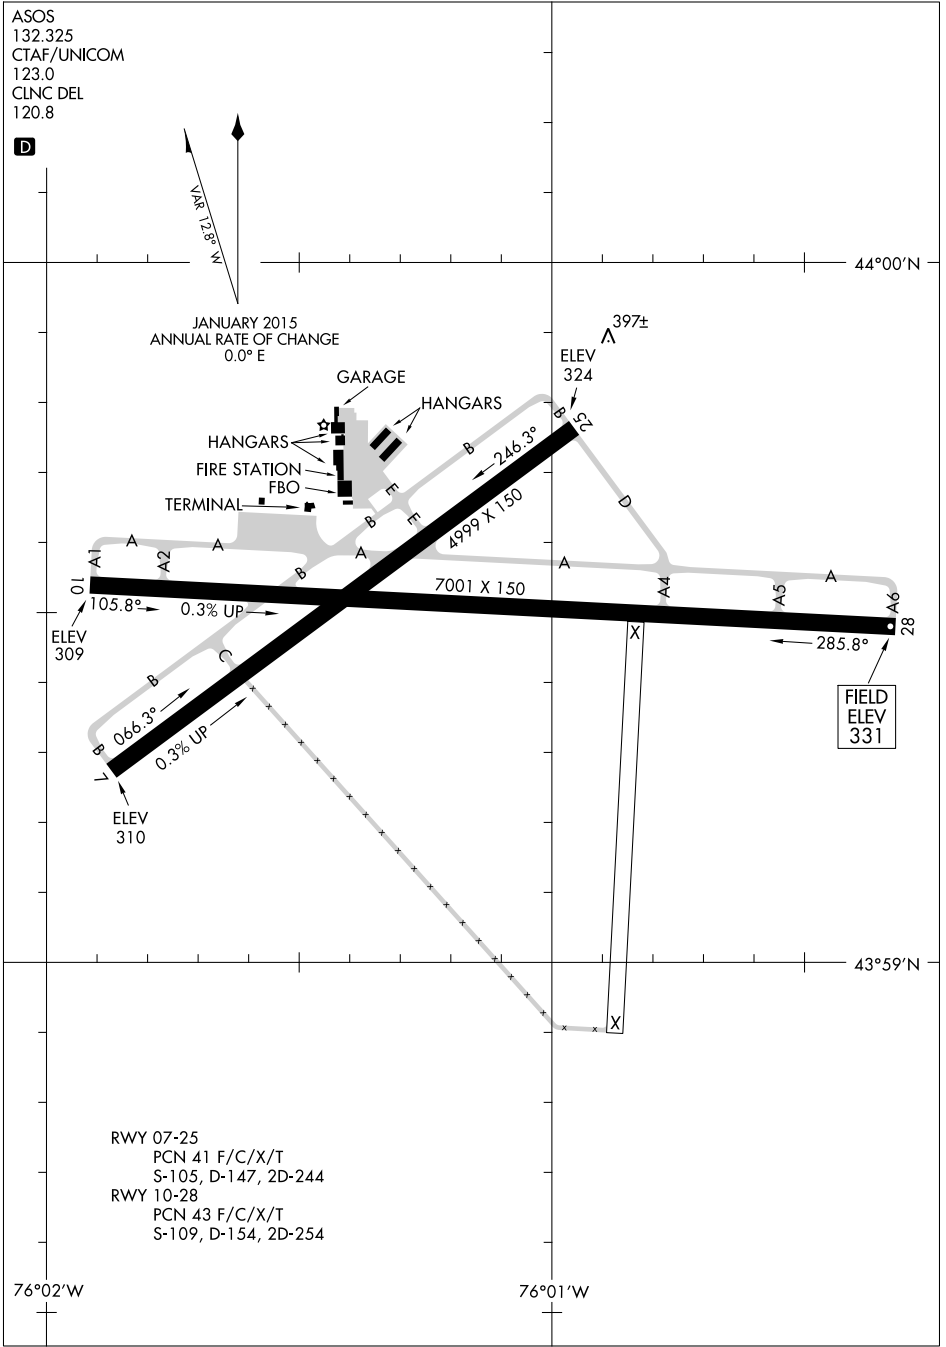 ASOS
132.325
CTAF/UNICOM
123.0
CLNC DEL
120.8
D
VAR 12.8° W
44°00'N
JANUARY 2015
ANNUAL RATE OF CHANGE
0.0° E
397±
ELEV
324
GARAGE
HANGARS
HANGARS
FIRE STATION
FBO
TERMINAL
B
25
246.3°
B
E
E
B
4999 X 150
D
A1
A
A2
A
A
B
A
A4
A5
A
A6
10
105.8°
0.3% UP
7001 X 150
28
285.8°
ELEV
309
X
C
B
066.3°
0.3% UP
B
7
FIELD
ELEV
331
ELEV
310
43°59'N
X
RWY 07-25
PCN 41 F/C/X/T
S-105, D-147, 2D-244
RWY 10-28
PCN 43 F/C/X/T
S-109, D-154, 2D-254
76°02'W
76°01'W